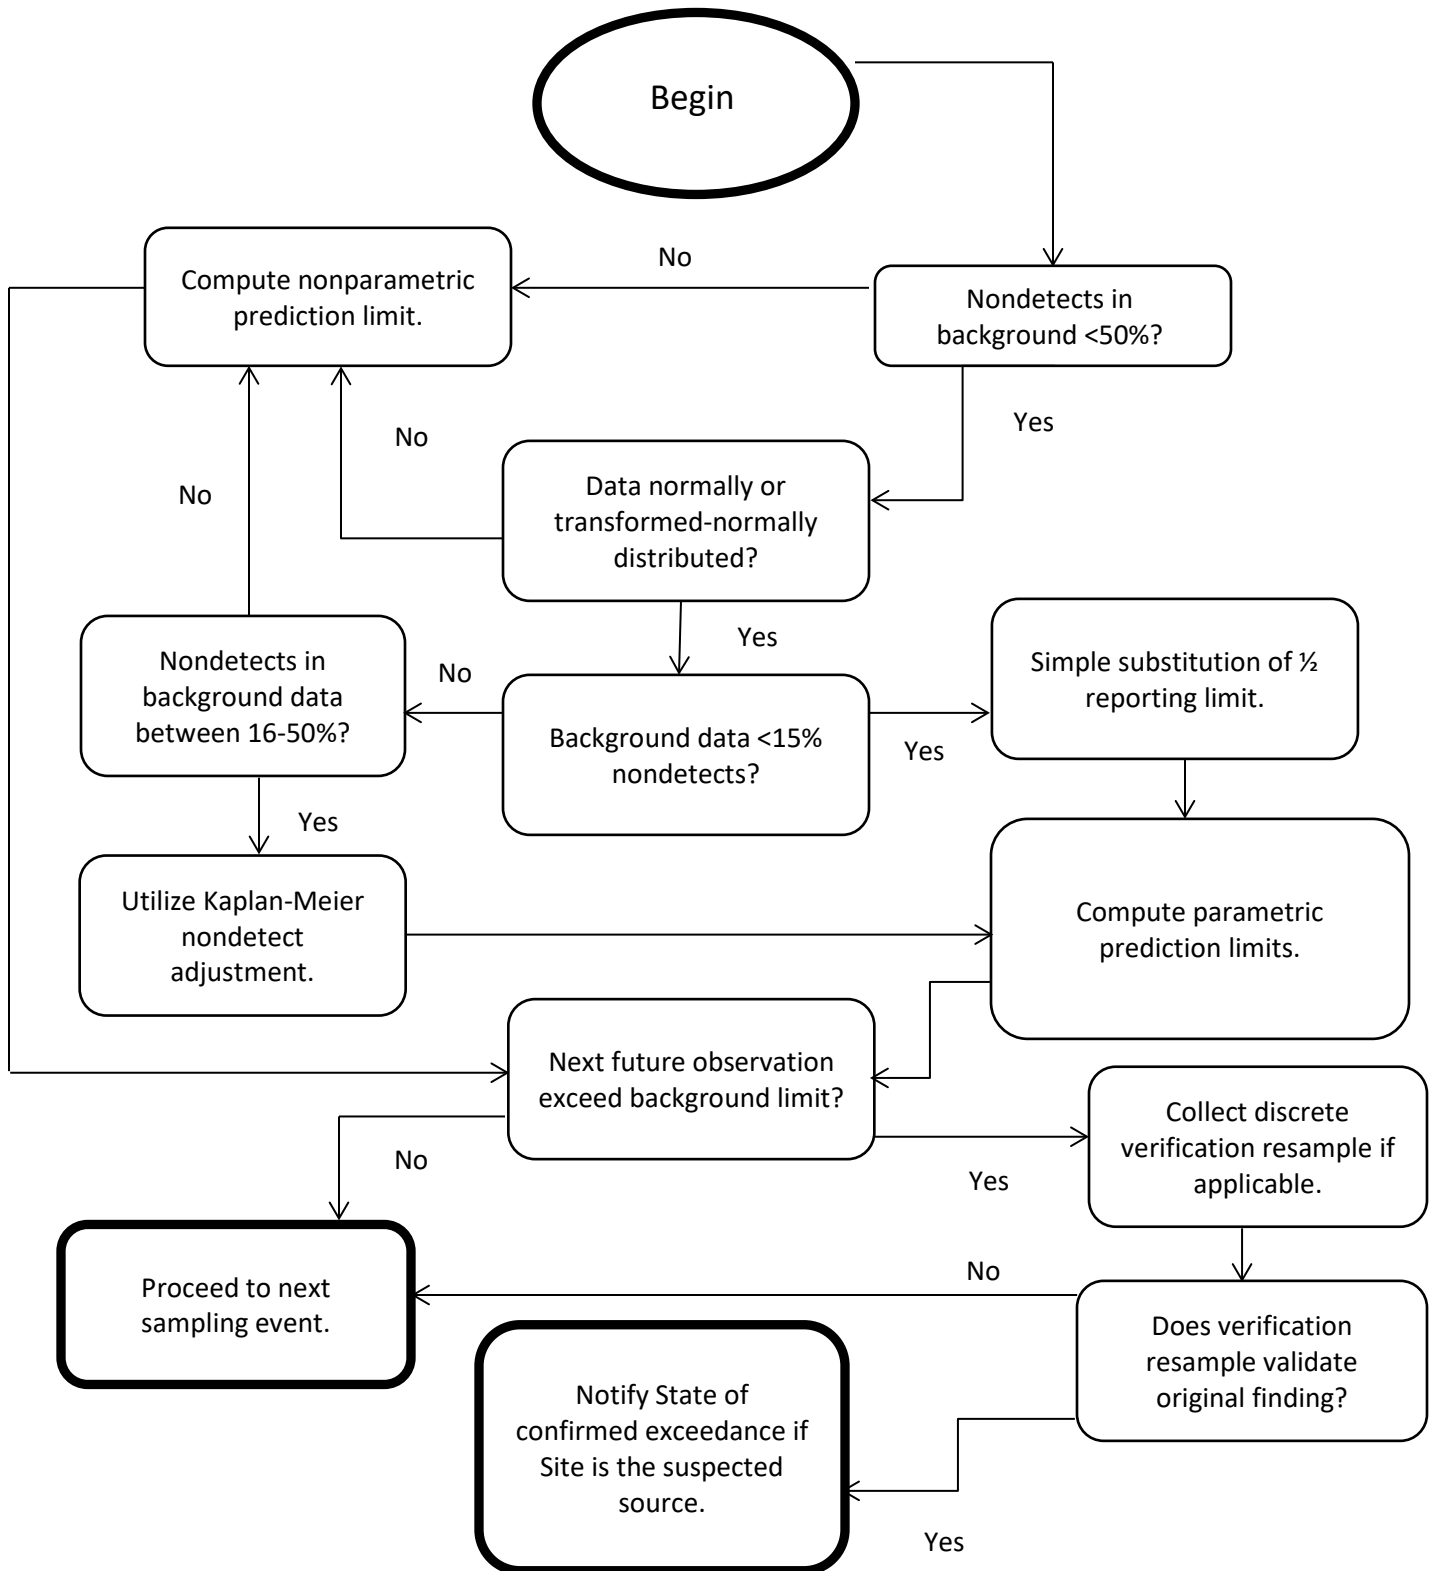 Begin
Compute nonparametric
prediction limit.
No
Nondetects in
background <50%?
Yes
No
Data normally or
transformed-normally
distributed?
No
Yes
Nondetects in
background data
between 16-50%?
No
Background data <15%
nondetects?
Yes
Simple substitution of ½
reporting limit.
Yes
Utilize Kaplan-Meier
nondetect
adjustment.
Compute parametric
prediction limits.
Next future observation
exceed background limit?
No
Yes
Collect discrete
verification resample if
applicable.
Proceed to next
sampling event.
No
Does verification
resample validate
original finding?
Notify State of
confirmed exceedance if
Site is the suspected
source.
Yes